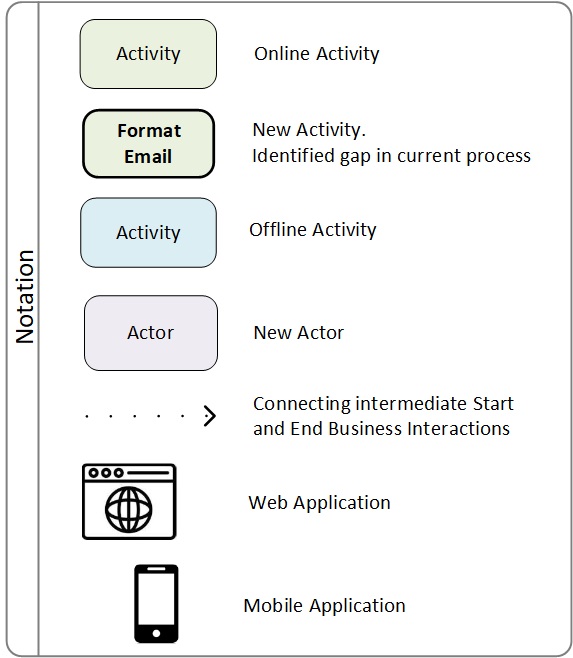 Notation
Activity
Online Activity
Format
Email
New Activity.
Identified gap in current process
Activity
Offline Activity
Actor
New Actor
Connecting intermediate Start
and End Business Interactions
Web Application
Mobile Application